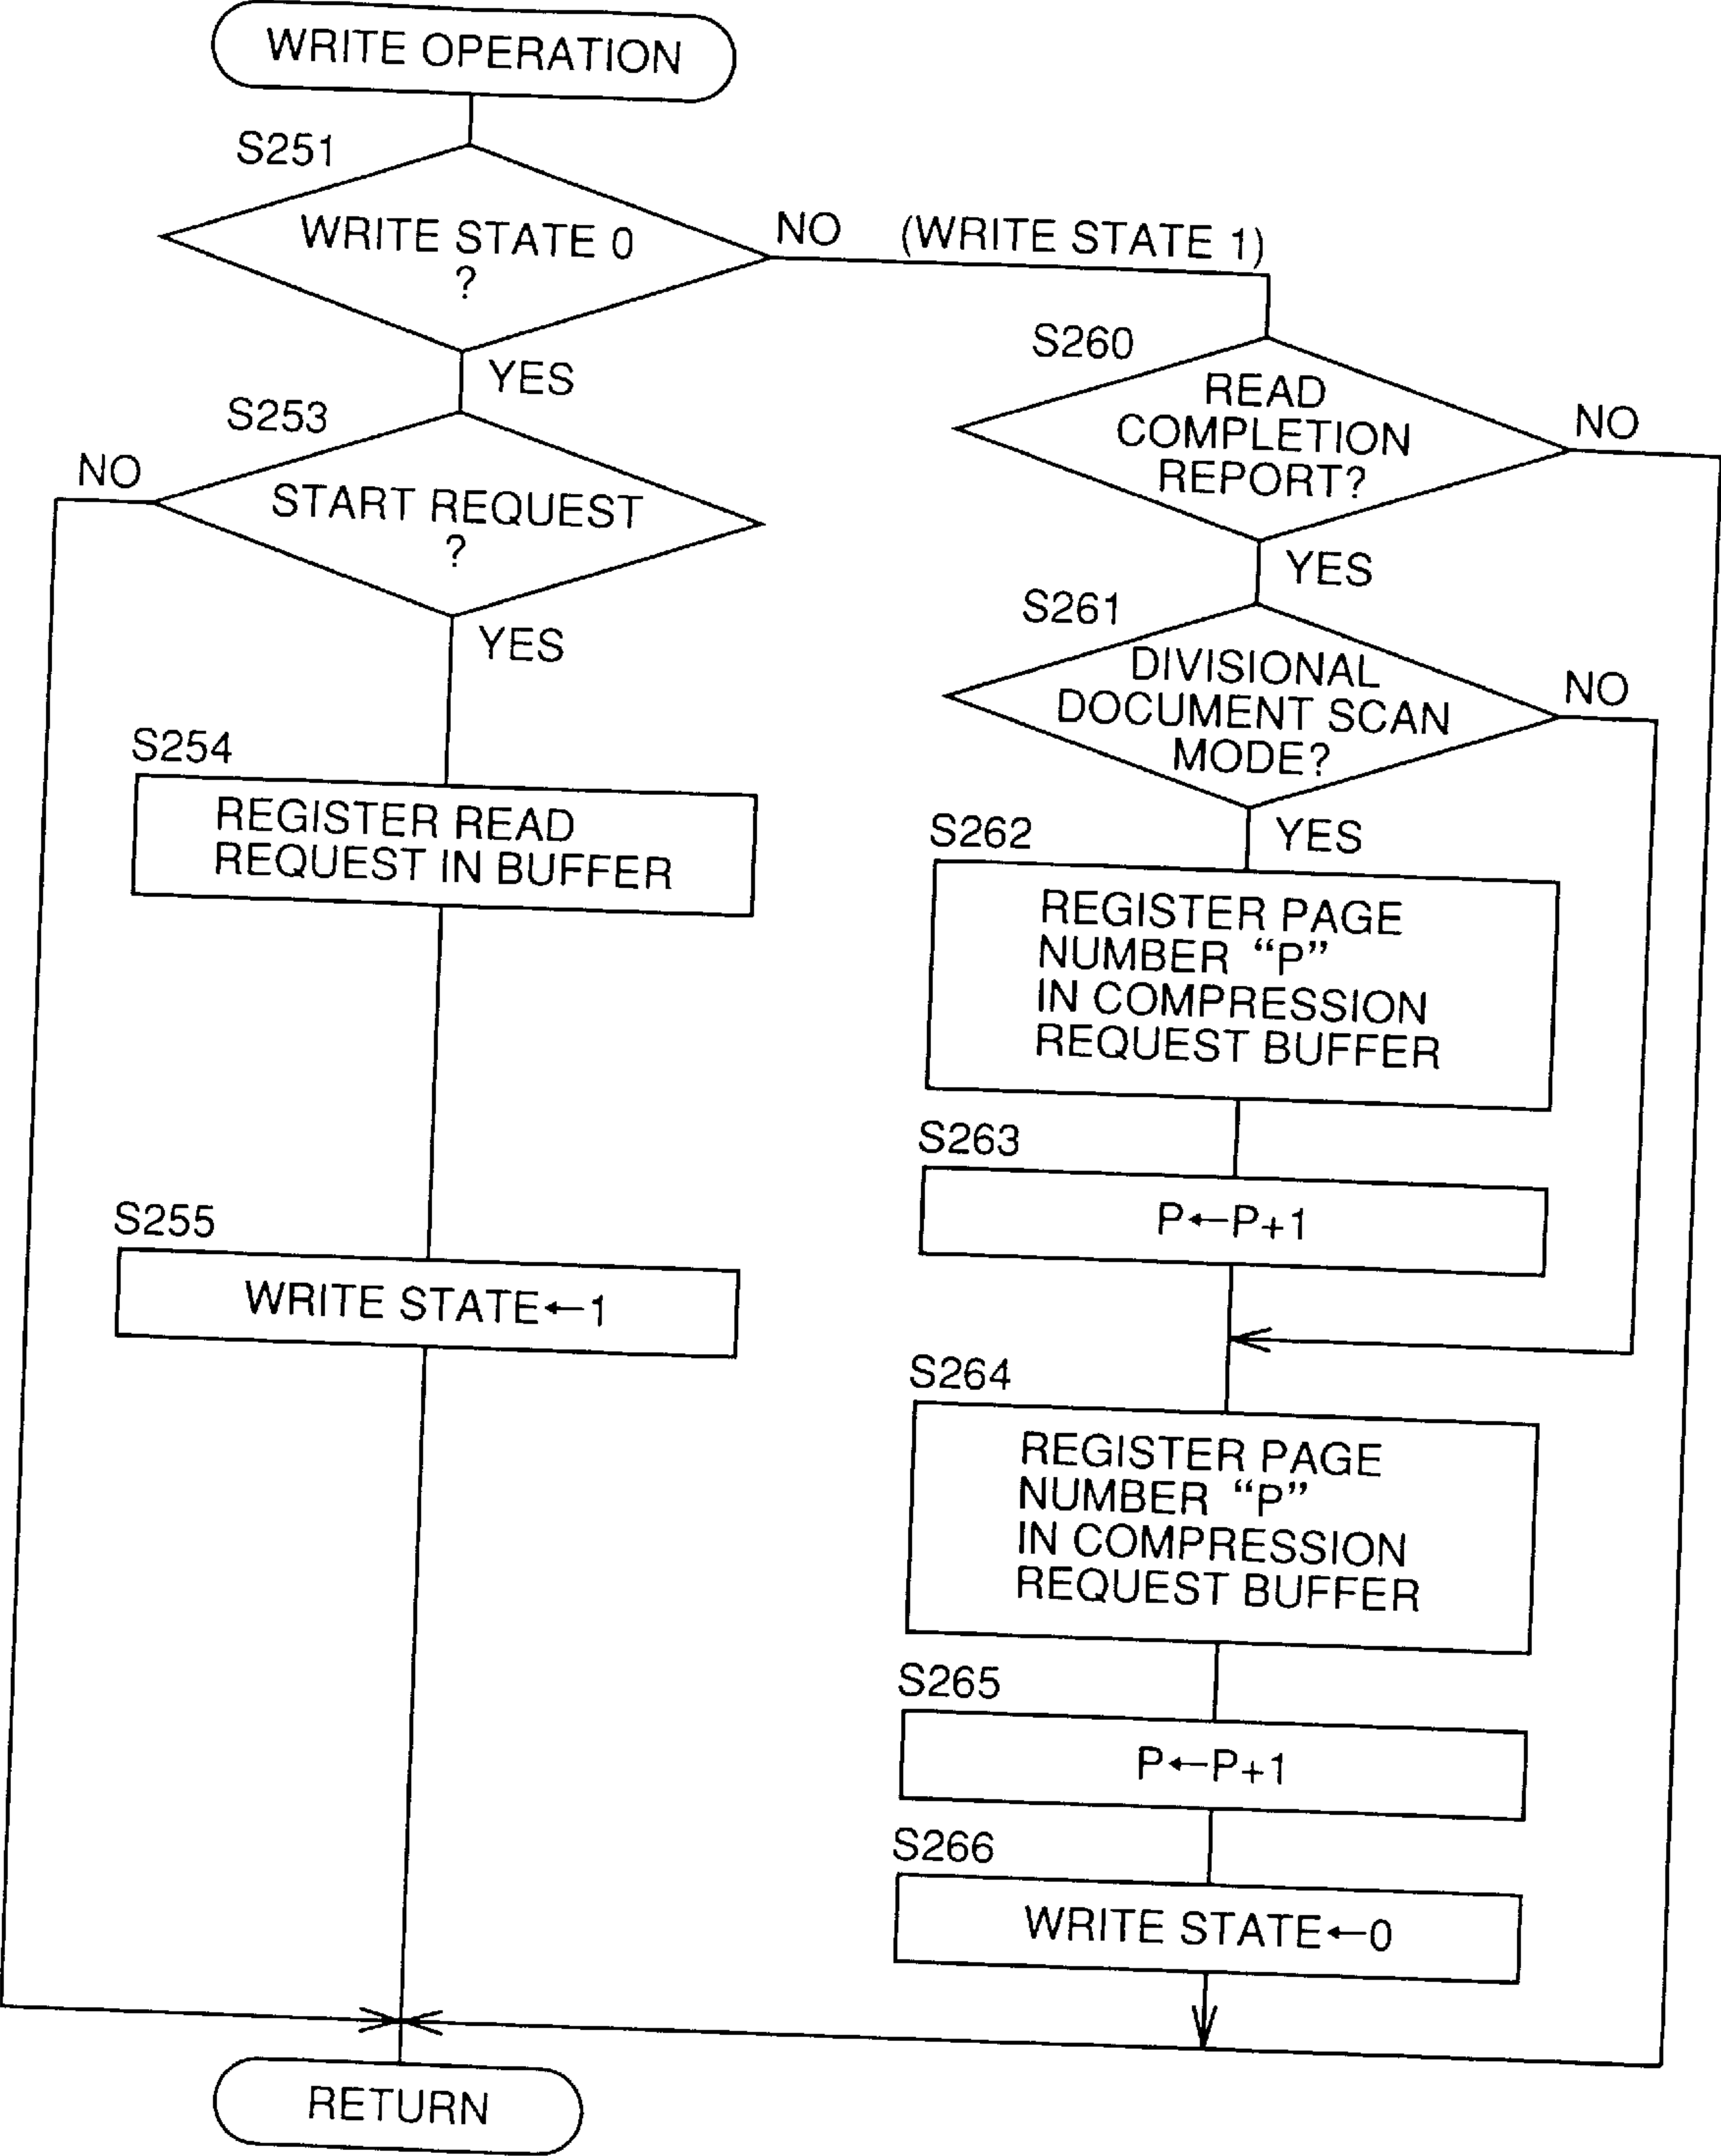 WRITE OPERATION
S251
WRITE STATE 0
?
NO (WRITE STATE 1)
YES
S253
NO
START REQUEST
?
YES
S254
REGISTER READ
REQUEST IN BUFFER
S255
WRITE STATE←1
S260
READ
COMPLETION
REPORT?
NO
YES
S261
DIVISIONAL
DOCUMENT SCAN
MODE?
NO
YES
S262
REGISTER PAGE
NUMBER “P”
IN COMPRESSION
REQUEST BUFFER
S263
P←P+1
S264
REGISTER PAGE
NUMBER “P”
IN COMPRESSION
REQUEST BUFFER
S265
P←P+1
S266
WRITE STATE←0
RETURN